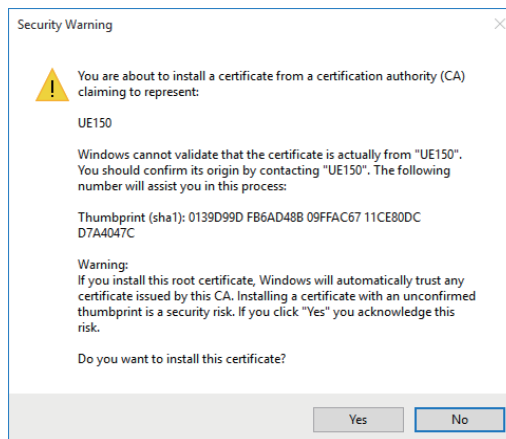 Security Warning
You are about to install a certificate from a certification authority (CA)
claiming to represent:
UE150
Windows cannot validate that the certificate is actually from "UE150".
You should confirm its origin by contacting "UE150". The following
number will assist you in this process:
Thumbprint (sha1): 0139D99D FB6AD48B 09FFAC67 11CE80DC
D7A4047C
Warning:
If you install this root certificate, Windows will automatically trust any
certificate issued by this CA. Installing a certificate with an unconfirmed
thumbprint is a security risk. If you click "Yes" you acknowledge this
risk.
Do you want to install this certificate?
Yes No